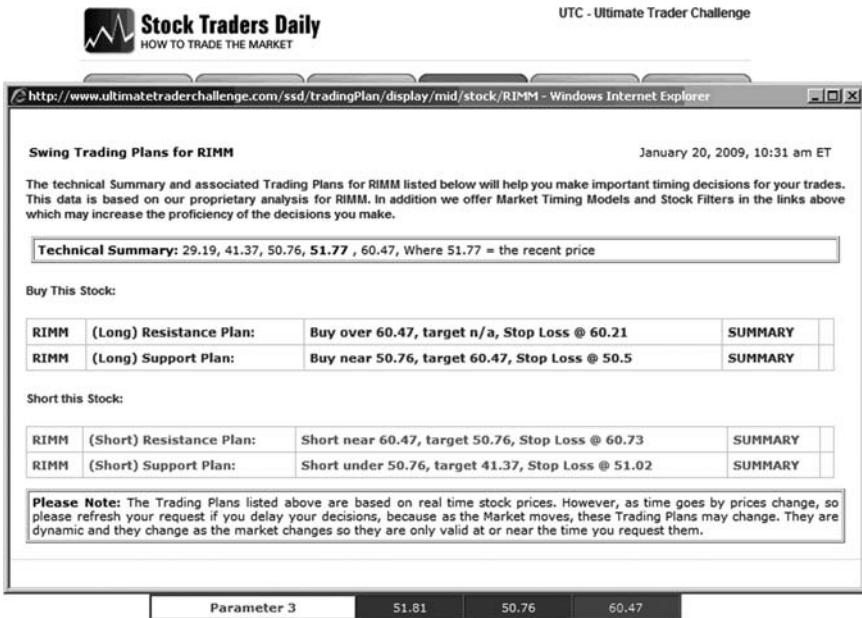 Stock Traders Daily
HOW TO TRADE THE MARKET
UTC - Ultimate Trader Challenge
http://www.ultimatetraderchallenge.com/ssd/tradingPlan/display/mid/stock/RIMM - Windows Internet Explorer
Swing Trading Plans for RIMM
January 20, 2009, 10:31 am ET
The technical Summary and associated Trading Plans for RIMM listed below will help you make important timing decisions for your trades.
This data is based on our proprietary analysis for RIMM. In addition we offer Market Timing Models and Stock Filters in the links above
which may increase the proficiency of the decisions you make.
Technical Summary: 29.19, 41.37, 50.76, 51.77 , 60.47, Where 51.77 = the recent price
Buy This Stock:
RIMM (Long) Resistance Plan: Buy over 60.47, target n/a, Stop Loss @ 60.21 SUMMARY
RIMM (Long) Support Plan: Buy near 50.76, target 60.47, Stop Loss @ 50.5 SUMMARY
Short this Stock:
RIMM (Short) Resistance Plan: Short near 60.47, target 50.76, Stop Loss @ 60.73 SUMMARY
RIMM (Short) Support Plan: Short under 50.76, target 41.37, Stop Loss @ 51.02 SUMMARY
Please Note: The Trading Plans listed above are based on real time stock prices. However, as time goes by prices change, so
please refresh your request if you delay your decisions, because as the Market moves, these Trading Plans may change. They are
dynamic and they change as the market changes so they are only valid at or near the time you request them.
Parameter 3 51.81 50.76 60.47